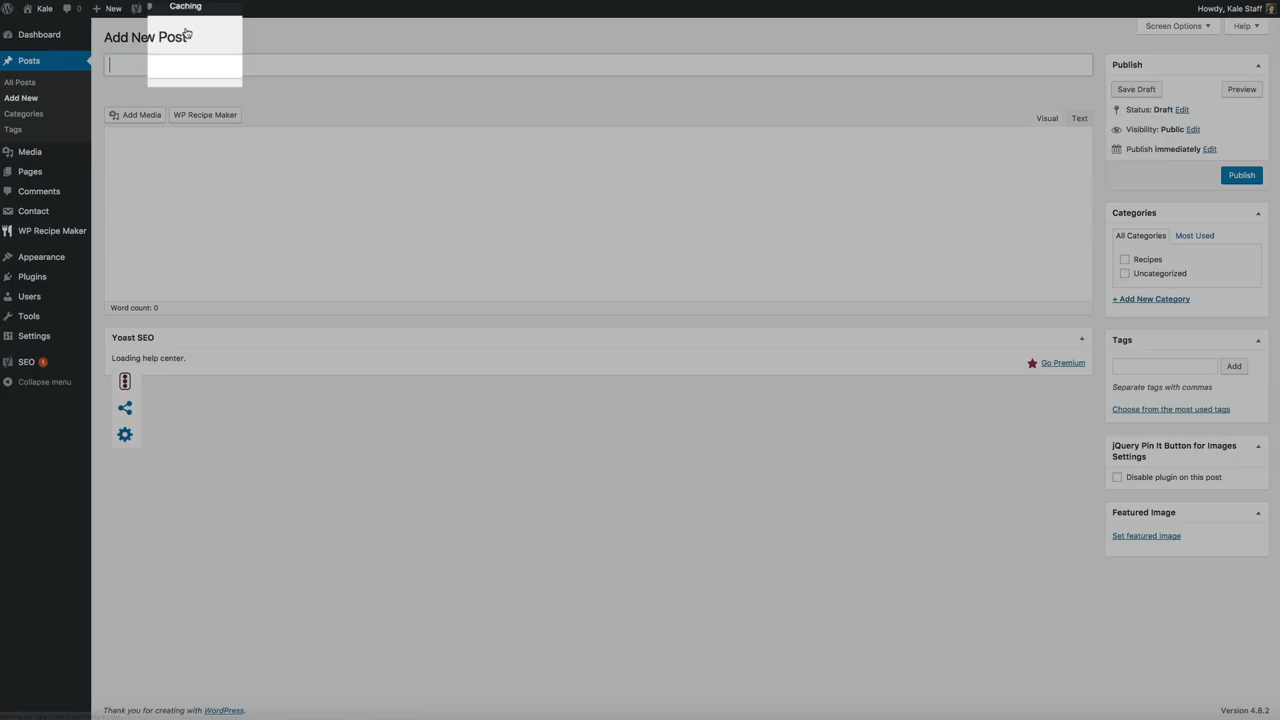 Kale
0
New
Caching
Howdy, Kale Staff
Dashboard
Posts
All Posts
Add New
Categories
Tags
Media
Pages
Comments
Contact
WP Recipe Maker
Appearance
Plugins
Users
Tools
Settings
SEO 1
Collapse menu
Screen Options
Help
Add New Post
Add Media
WP Recipe Maker
Visual
Text
Word count: 0
Yoast SEO
Loading help center.
Go Premium
Publish
Save Draft
Preview
Status: Draft Edit
Visibility: Public Edit
Publish immediately Edit
Publish
Categories
All Categories
Most Used
Recipes
Uncategorized
+ Add New Category
Tags
Add
Separate tags with commas
Choose from the most used tags
jQuery Pin It Button for Images
Settings
Disable plugin on this post
Featured Image
Set featured image
Thank you for creating with WordPress.
Version 4.8.2